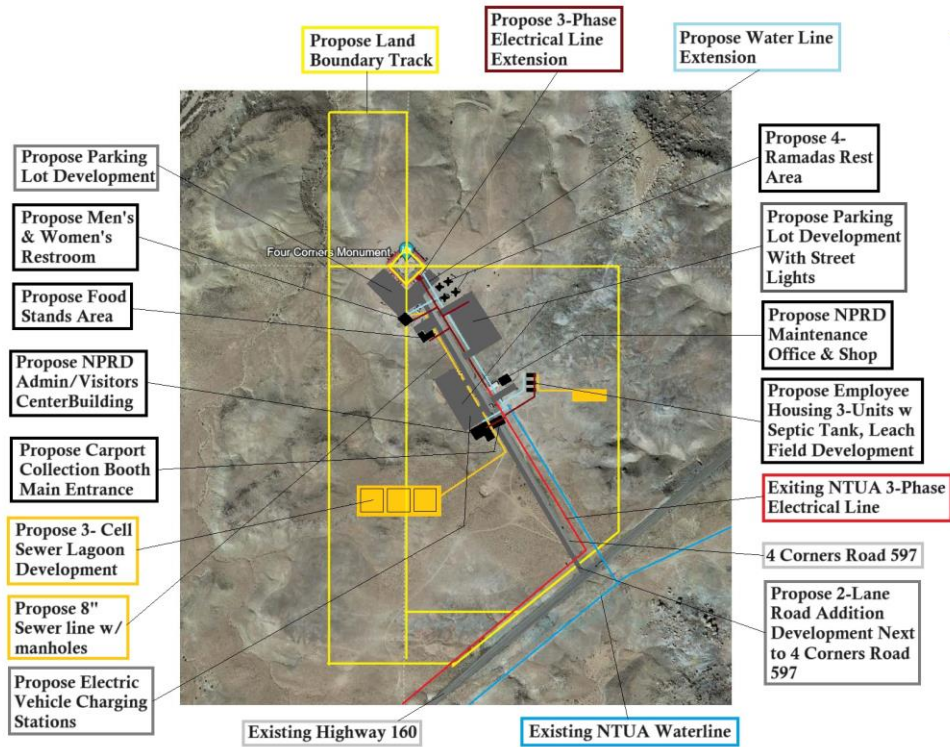 Propose Land
Boundary Track
Propose 3-Phase
Electrical Line
Extension
Propose Water Line
Extension
Propose Parking
Lot Development
Propose Men's
& Women's
Restroom
Propose Food
Stands Area
Propose NPRD
Admin/Visitors
CenterBuilding
Propose Carport
Collection Booth
Main Entrance
Propose 3- Cell
Sewer Lagoon
Development
Propose 8"
Sewer line w/
manholes
Propose Electric
Vehicle Charging
Stations
Four Corners Monument
Propose 4-
Ramadas Rest
Area
Propose Parking
Lot Development
With Street
Lights
Propose NPRD
Maintenance
Office & Shop
Propose Employee
Housing 3-Units w
Septic Tank, Leach
Field Development
Exiting NTUA 3-Phase
Electrical Line
4 Corners Road 597
Propose 2-Lane
Road Addition
Development Next
to 4 Corners Road
597
Existing Highway 160
Existing NTUA Waterline